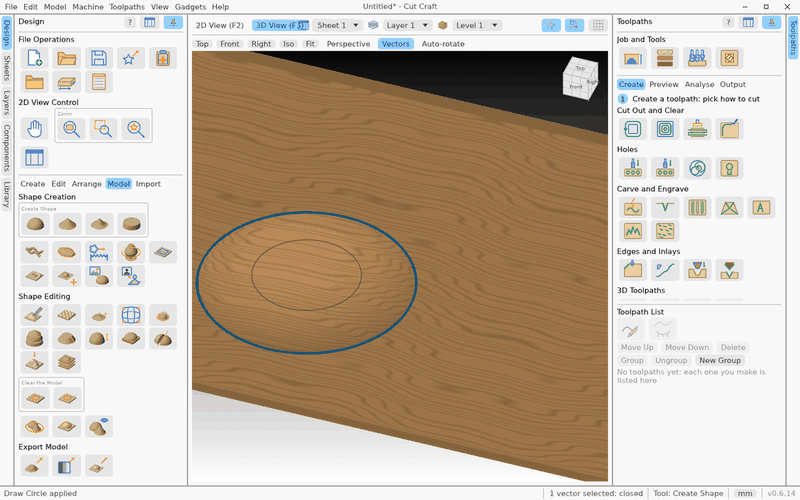 Untitled* - Cut Craft
File Edit Model Machine Toolpaths View Gadgets Help
Design
Sheets
Layers
Components
Library
Design
?
File Operations
2D View Control
Zoom
Create Edit Arrange Model Import
Shape Creation
Create Shape
Shape Editing
Clear the Model
Export Model
2D View (F2) 3D View (F3) Sheet 1 Layer 1 Level 1
Top Front Right Iso Fit Perspective Vectors Auto-rotate
Top
Front
Right
Toolpaths
?
Job and Tools
Create Preview Analyse Output
1 Create a toolpath: pick how to cut
Cut Out and Clear
Holes
Carve and Engrave
A
Edges and Inlays
3D Toolpaths
Toolpath List
Move Up Move Down Delete
Group Ungroup New Group
No toolpaths yet: each one you make is
listed here
Toolpaths
Draw Circle applied
1 vector selected: closed Tool: Create Shape mm v0.6.14